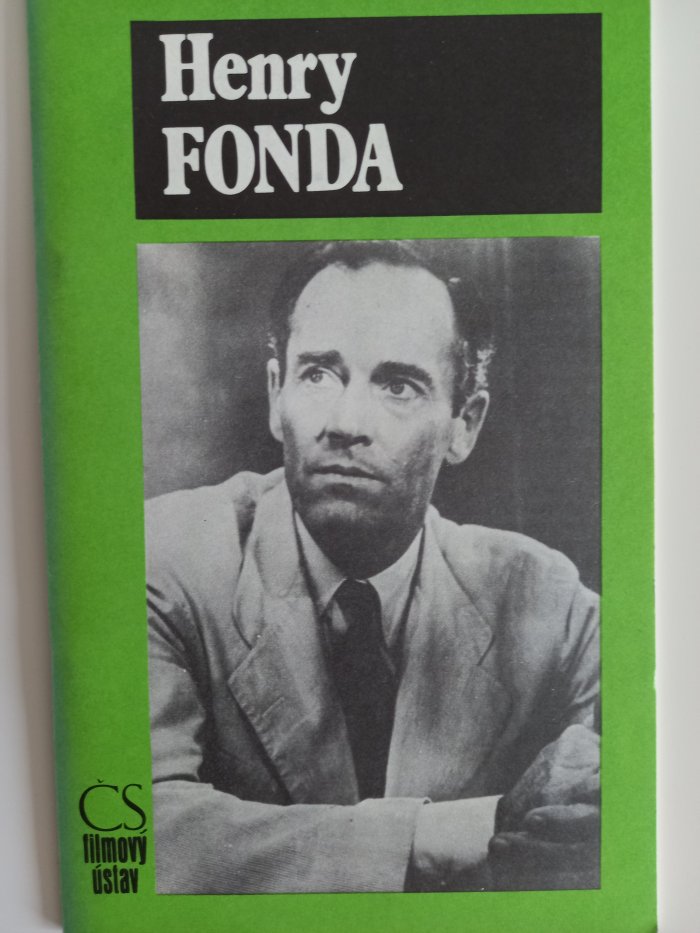 Henry
FONDA
ČS
filmový
ústav